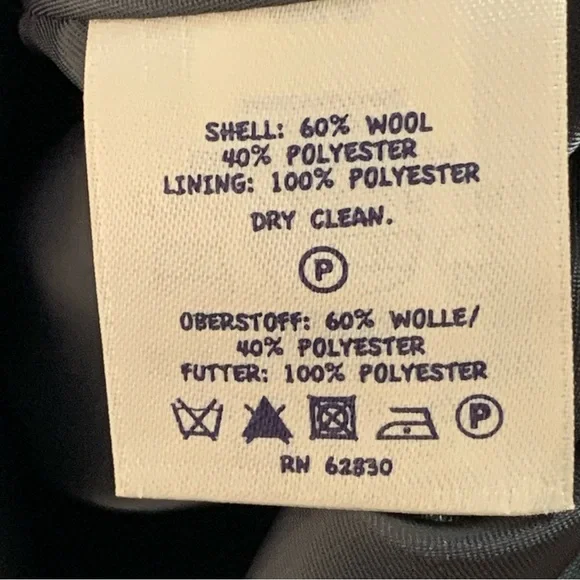 SHELL: 60% WOOL
40% POLYESTER
LINING: 100% POLYESTER
DRY CLEAN.
P
OBERSTOFF: 60% WOLLE/
40% POLYESTER
FUTTER: 100% POLYESTER
P
RN 62830